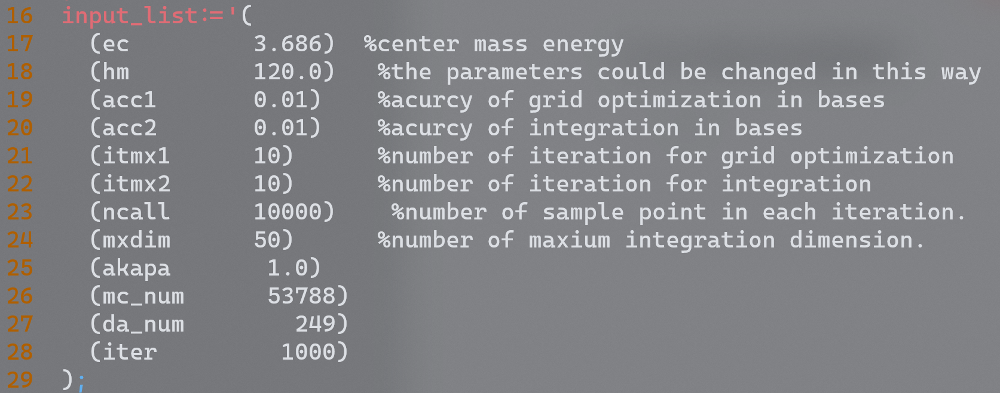 16 input_list:='(
17 (ec 3.686) %center mass energy
18 (hm 120.0) %the parameters could be changed in this way
19 (acc1 0.01) %acurcy of grid optimization in bases
20 (acc2 0.01) %acurcy of integration in bases
21 (itmx1 10) %number of iteration for grid optimization
22 (itmx2 10) %number of iteration for integration
23 (ncall 10000) %number of sample point in each iteration.
24 (mxdim 50) %number of maxium integration dimension.
25 (akapa 1.0)
26 (mc_num 53788)
27 (da_num 249)
28 (iter 1000)
29 );